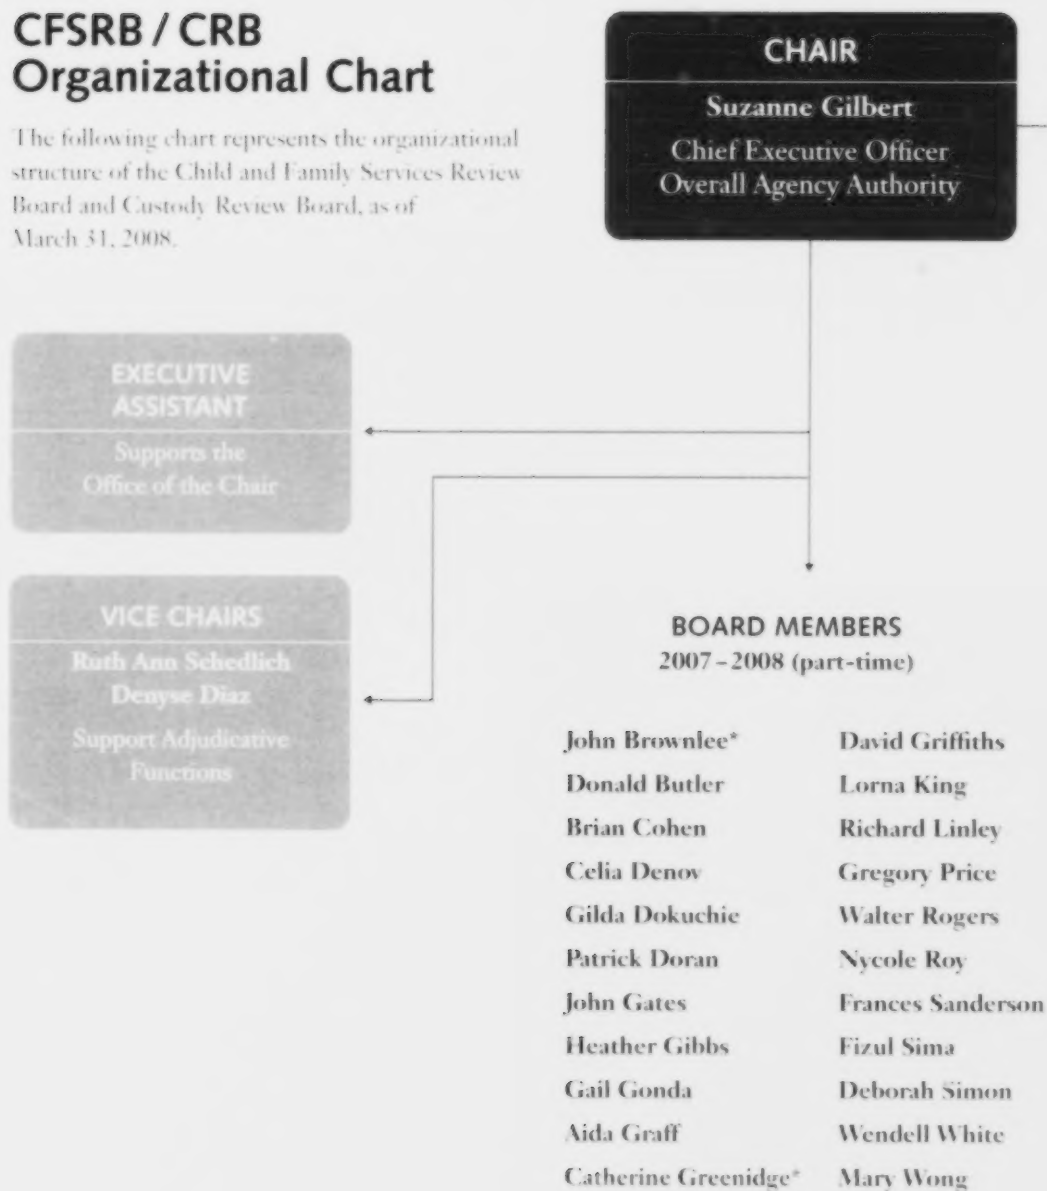 CFSRB / CRB
Organizational Chart
The following chart represents the organizational
structure of the Child and Family Services Review
Board and Custody Review Board, as of
March 31, 2008.
CHAIR
Suzanne Gilbert
Chief Executive Officer
Overall Agency Authority
EXECUTIVE
ASSISTANT
Supports the
Office of the Chair
VICE CHAIRS
Ruth Ann Schedlich
Denyse Diaz
Support Adjudicative
Functions
BOARD MEMBERS
2007–2008 (part-time)
John Brownlee*
Donald Butler
Brian Cohen
Celia Denov
Gilda Dokuchie
Patrick Doran
John Gates
Heather Gibbs
Gail Gonda
Aida Graff
Catherine Greenidge*
David Griffiths
Lorna King
Richard Linley
Gregory Price
Walter Rogers
Nycole Roy
Frances Sanderson
Fizul Sima
Deborah Simon
Wendell White
Mary Wong